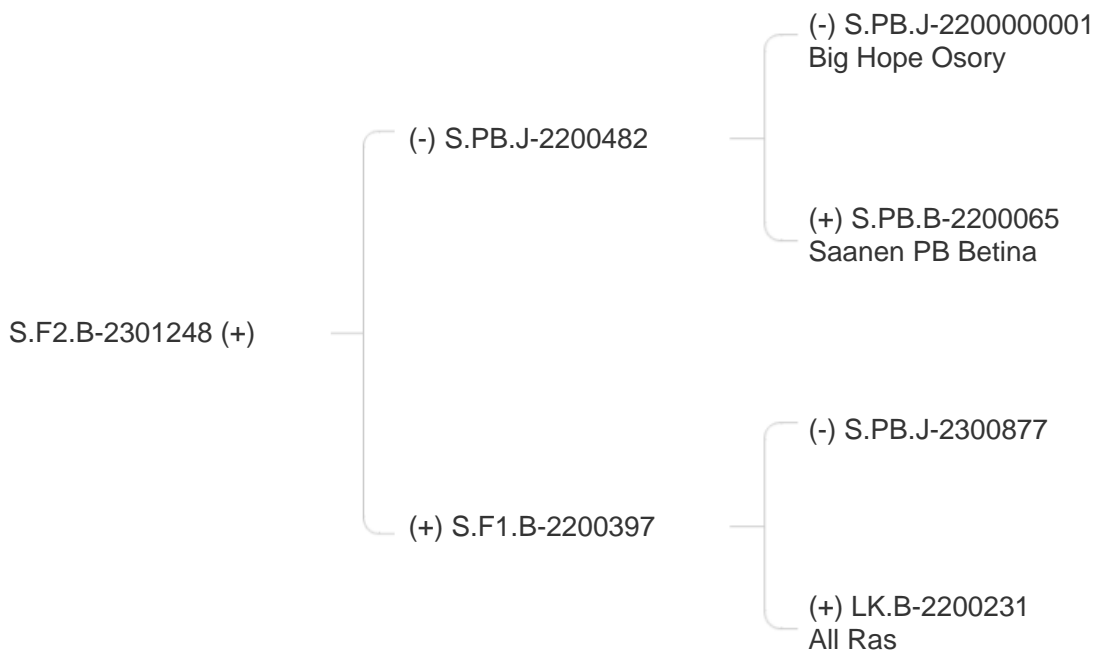 (-) S.PB.J-2200000001
Big Hope Osory
(-) S.PB.J-2200482
(+) S.PB.B-2200065
Saanen PB Betina
S.F2.B-2301248 (+)
(-) S.PB.J-2300877
(+) S.F1.B-2200397
(+) LK.B-2200231
All Ras